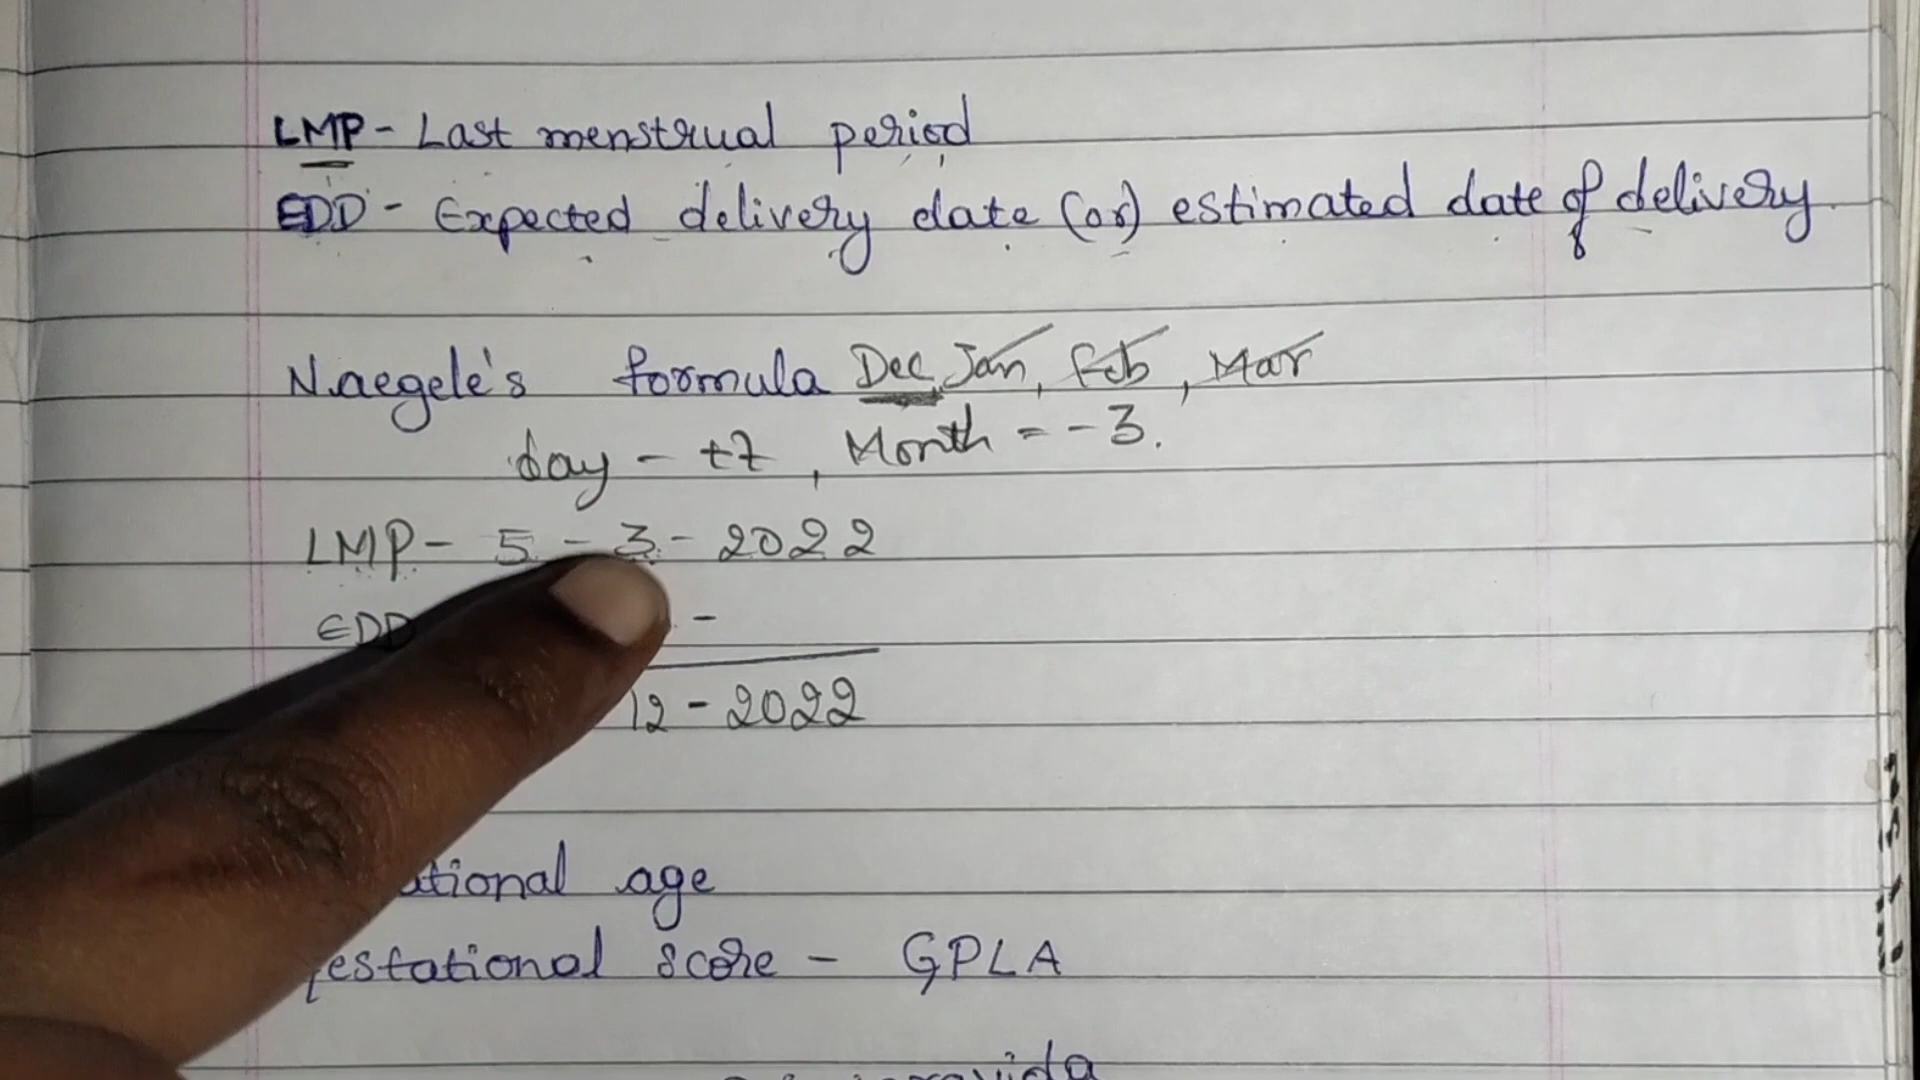 LMP - Last menstrual period
EDD - Expected delivery date (or) estimated date of delivery.
Naegele's formula Dec, Jan, Feb, Mar
day - +7, Month = -3.
LMP - 5 - 3 - 2022
EDD -
12 - 2022
ational age
estational score - GPLA